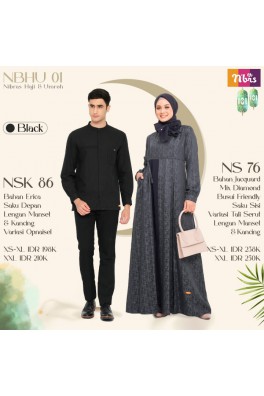 NBHU 01
Nibras Haji & Umrah
Nbrs
Black
NSK 86
Bahan Erica
Saku Depan
Lengan Manset
& Kancing
Variasi Opnaisel
XS-XL IDR 198K
XXL IDR 210K
NS 76
Bahan Jacquard
Mix Diamond
Busui Friendly
Saku Sisi
Variasi Tali Serut
Lengan Manset
& Kancing
XS-XL IDR 238K
XXL IDR 250K